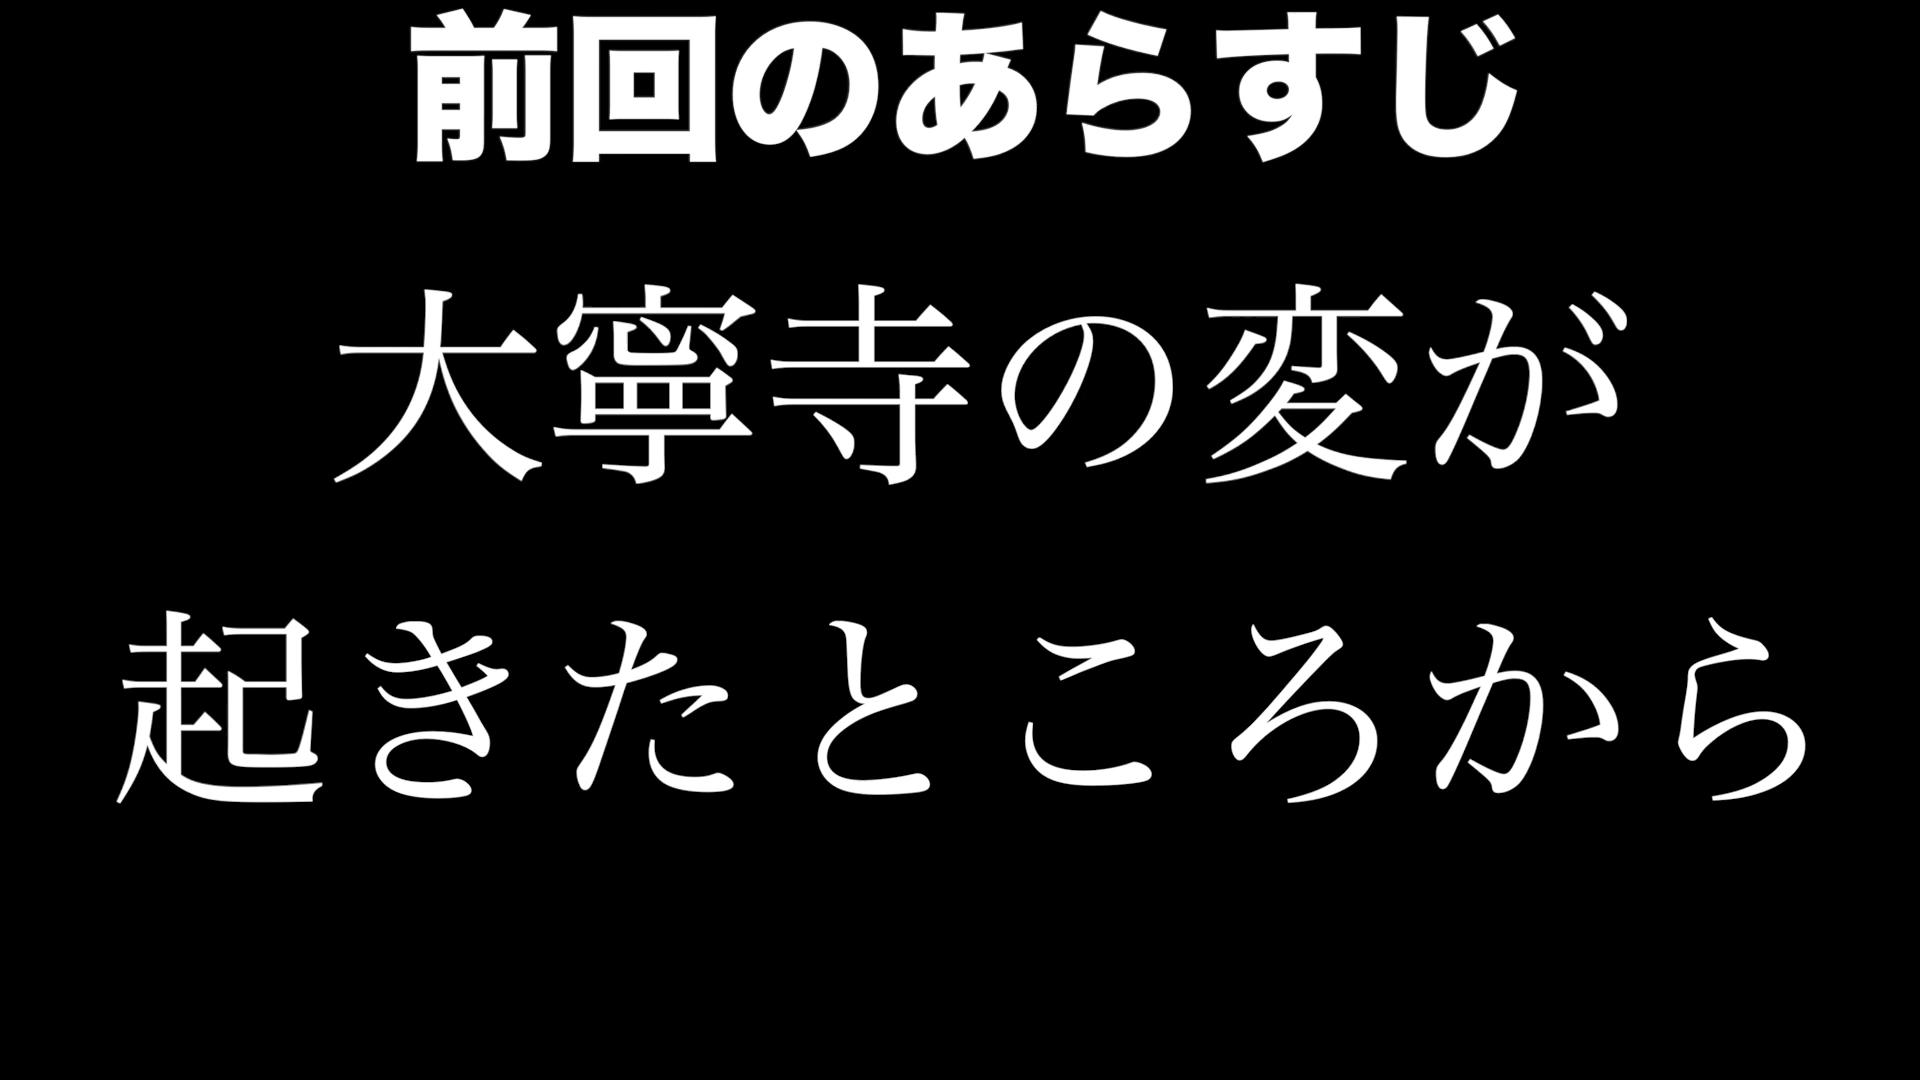 前回のあらすじ
大寧寺の変が
起きたところから